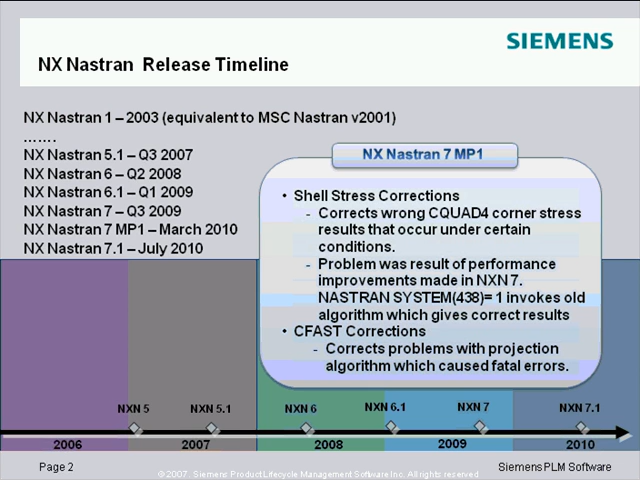 SIEMENS
NX Nastran Release Timeline
NX Nastran 1 – 2003 (equivalent to MSC Nastran v2001)
.......
NX Nastran 5.1 – Q3 2007
NX Nastran 6 – Q2 2008
NX Nastran 6.1 – Q1 2009
NX Nastran 7 – Q3 2009
NX Nastran 7 MP1 – March 2010
NX Nastran 7.1 – July 2010
NX Nastran 7 MP1
• Shell Stress Corrections
- Corrects wrong CQUAD4 corner stress
results that occur under certain
conditions.
- Problem was result of performance
improvements made in NXN 7.
NASTRAN SYSTEM(438)= 1 invokes old
algorithm which gives correct results
• CFAST Corrections
- Corrects problems with projection
algorithm which caused fatal errors.
NXN 5 NXN 5.1 NXN 6 NXN 6.1 NXN 7 NXN 7.1
2006 2007 2008 2009 2010
Page 2
© 2007. Siemens Product Lifecycle Management Software Inc. All rights reserved
Siemens PLM Software